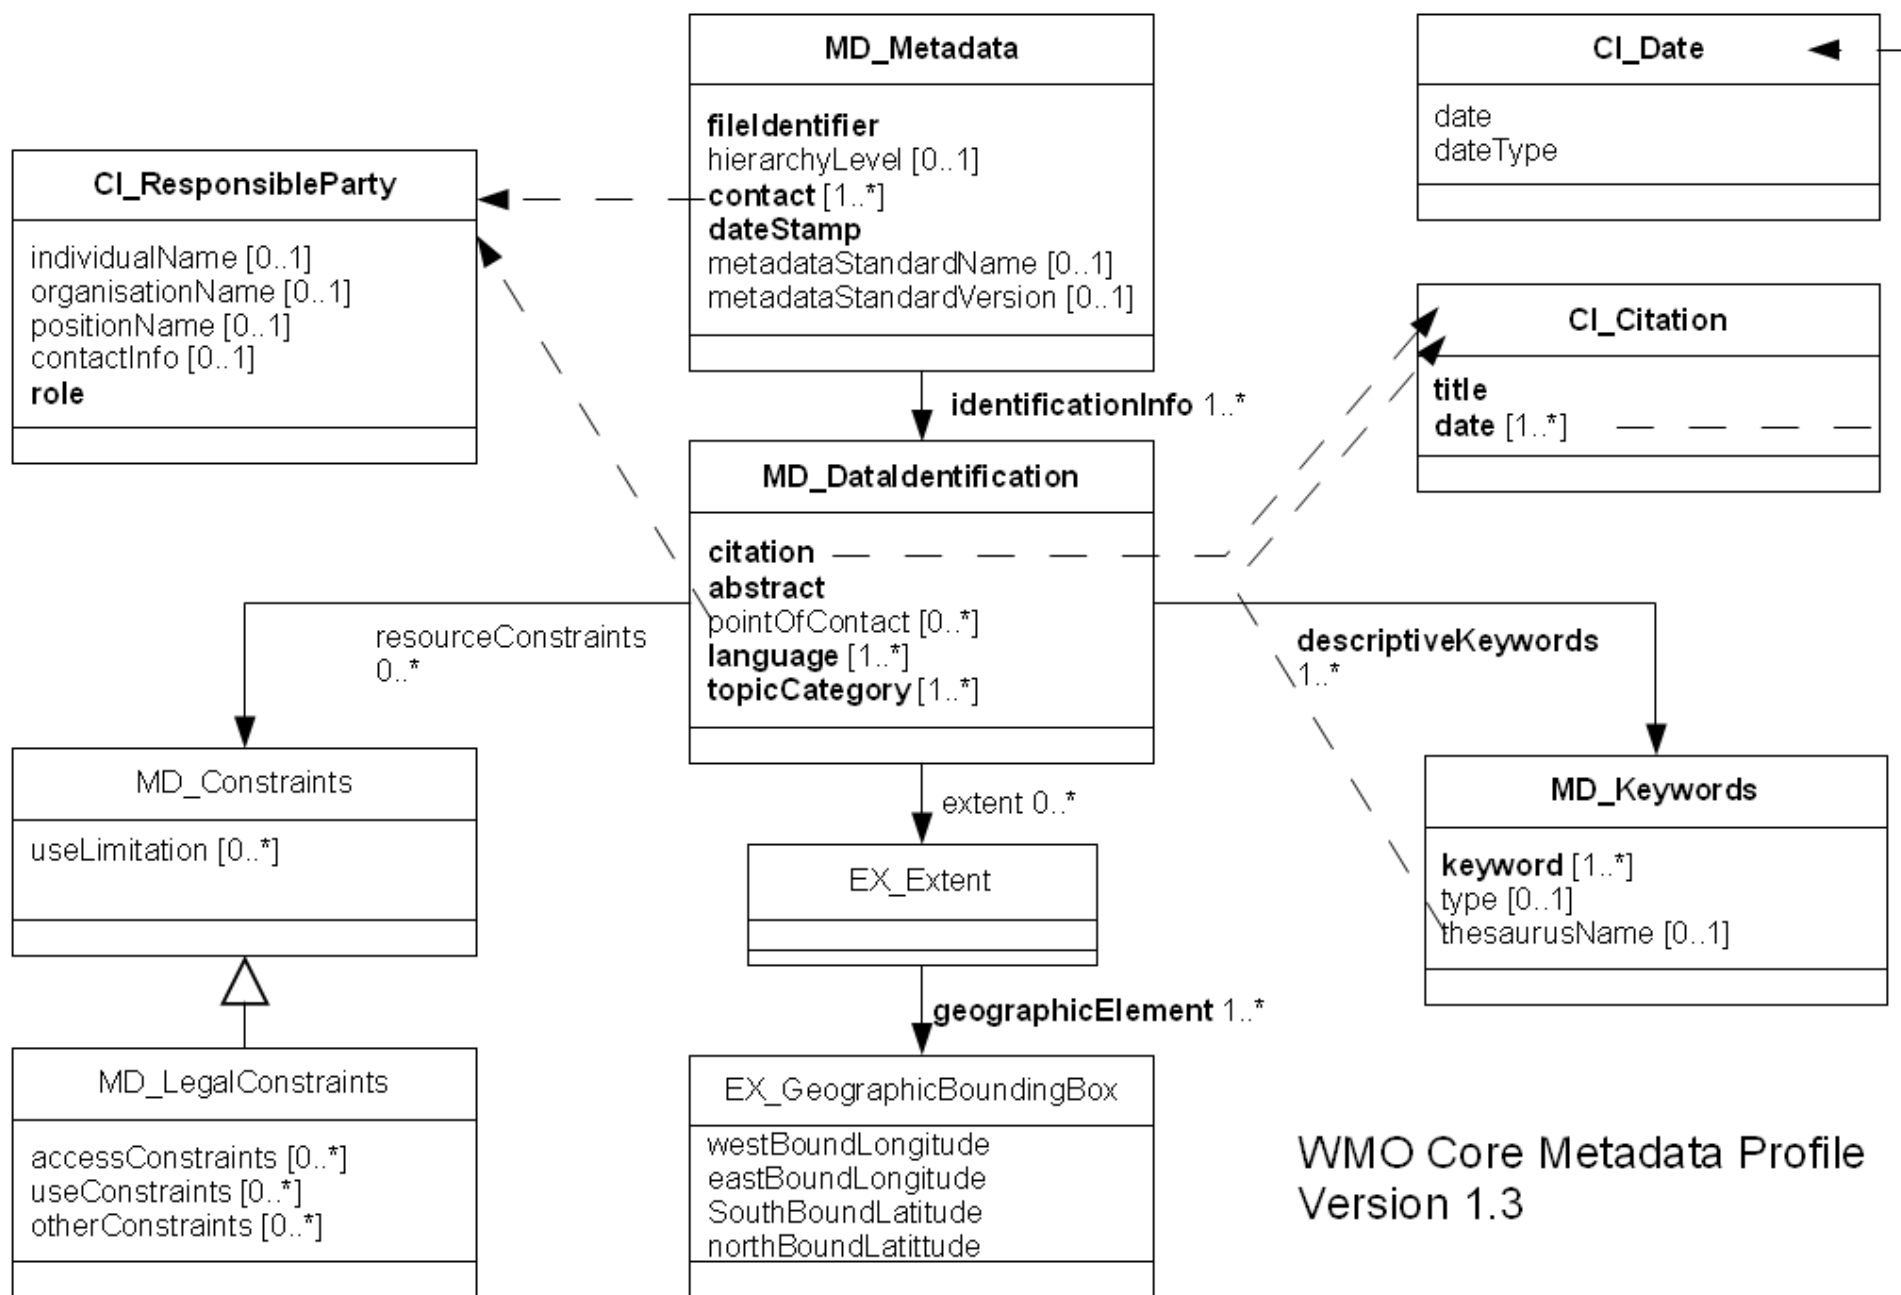 MD_Metadata
fileIdentifier
hierarchyLevel [0..1]
contact [1..*]
dateStamp
metadataStandardName [0..1]
metadataStandardVersion [0..1]
CI_Date
date
dateType
CI_ResponsibleParty
individualName [0..1]
organisationName [0..1]
positionName [0..1]
contactInfo [0..1]
role
CI_Citation
title
date [1..*]
identificationInfo 1..*
MD_DataIdentification
citation
abstract
pointOfContact [0..*]
language [1..*]
topicCategory [1..*]
resourceConstraints
0..*
descriptiveKeywords
1..*
MD_Constraints
useLimitation [0..*]
extent 0..*
EX_Extent
MD_Keywords
keyword [1..*]
type [0..1]
thesaurusName [0..1]
geographicElement 1..*
MD_LegalConstraints
accessConstraints [0..*]
useConstraints [0..*]
otherConstraints [0..*]
EX_GeographicBoundingBox
westBoundLongitude
eastBoundLongitude
SouthBoundLatitude
northBoundLatittude
WMO Core Metadata Profile
Version 1.3